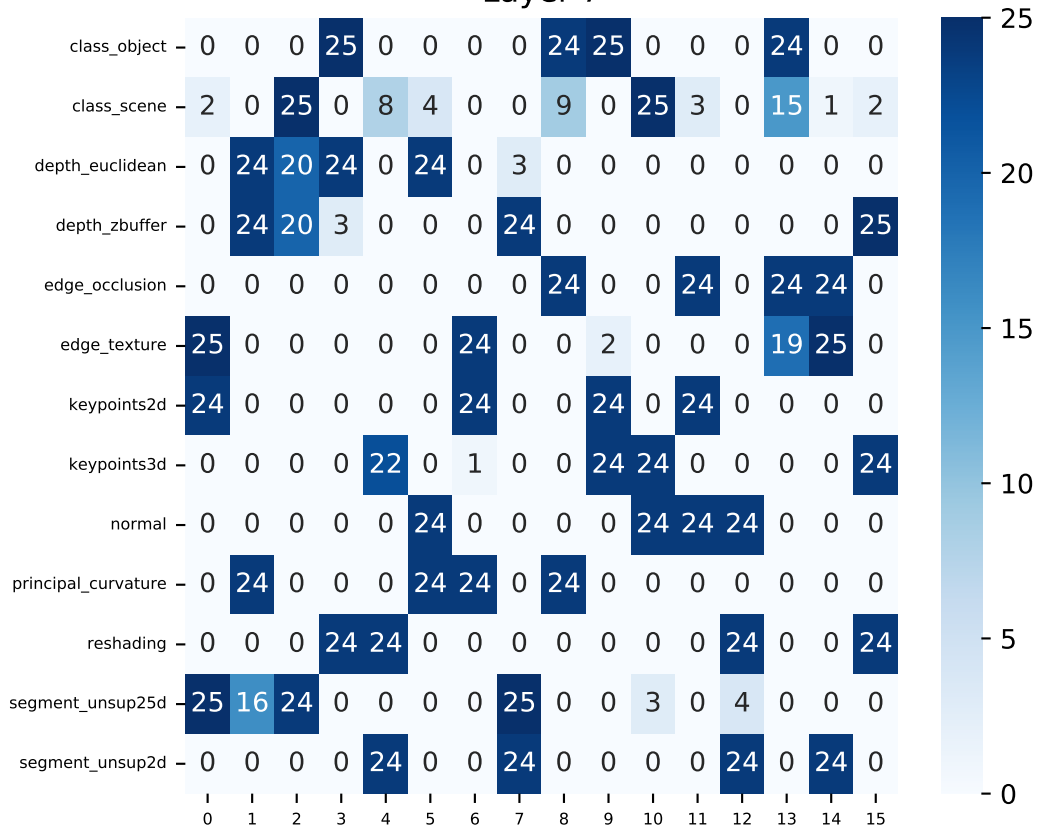 class_object 0 0 0 25 0 0 0 0 24 25 0 0 0 24 0 0
class_scene 2 0 25 0 8 4 0 0 9 0 25 3 0 15 1 2
depth_euclidean 0 24 20 24 0 24 0 3 0 0 0 0 0 0 0 0
depth_zbuffer 0 24 20 3 0 0 0 24 0 0 0 0 0 0 0 25
edge_occlusion 0 0 0 0 0 0 0 0 24 0 0 24 0 24 24 0
edge_texture 25 0 0 0 0 0 24 0 0 2 0 0 0 19 25 0
keypoints2d 24 0 0 0 0 0 24 0 0 24 0 24 0 0 0 0
keypoints3d 0 0 0 0 22 0 1 0 0 24 24 0 0 0 0 24
normal 0 0 0 0 0 24 0 0 0 0 24 24 24 0 0 0
principal_curvature 0 24 0 0 0 24 24 0 24 0 0 0 0 0 0 0
reshading 0 0 0 24 24 0 0 0 0 0 0 0 24 0 0 24
segment_unsup25d 25 16 24 0 0 0 0 25 0 0 3 0 4 0 0 0
segment_unsup2d 0 0 0 0 24 0 0 24 0 0 0 0 24 0 24 0
0 1 2 3 4 5 6 7 8 9 10 11 12 13 14 15
25
20
15
10
5
0